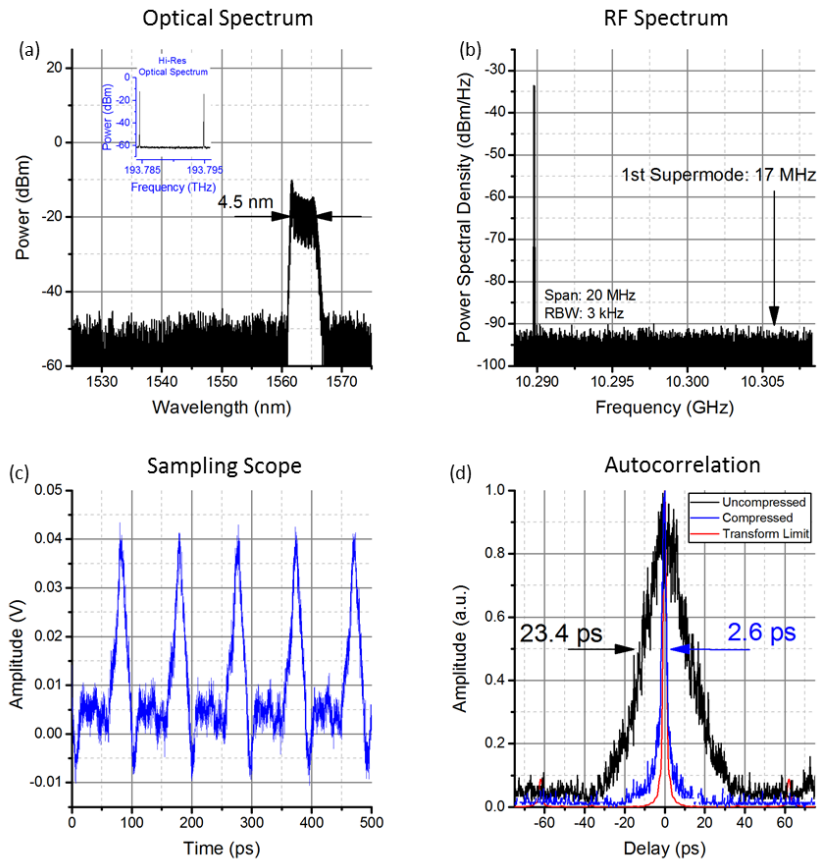 Optical Spectrum
RF Spectrum
(a)
Hi-Res
Optical Spectrum
Power (dBm)
0
-20
-40
-60
193.785
193.795
Frequency (THz)
4.5 nm
Power (dBm)
20
0
-20
-40
-60
1530
1540
1550
1560
1570
Wavelength (nm)
(b)
1st Supermode: 17 MHz
Span: 20 MHz
RBW: 3 kHz
Power Spectral Density (dBm/Hz)
-30
-40
-50
-60
-70
-80
-90
-100
10.290
10.295
10.300
10.305
Frequency (GHz)
Sampling Scope
Autocorrelation
(c)
Amplitude (V)
0.05
0.04
0.03
0.02
0.01
0.00
-0.01
0
100
200
300
400
500
Time (ps)
(d)
Uncompressed
Compressed
Transform Limit
23.4 ps
2.6 ps
Amplitude (a.u.)
1.0
0.8
0.6
0.4
0.2
0.0
-60
-40
-20
0
20
40
60
Delay (ps)